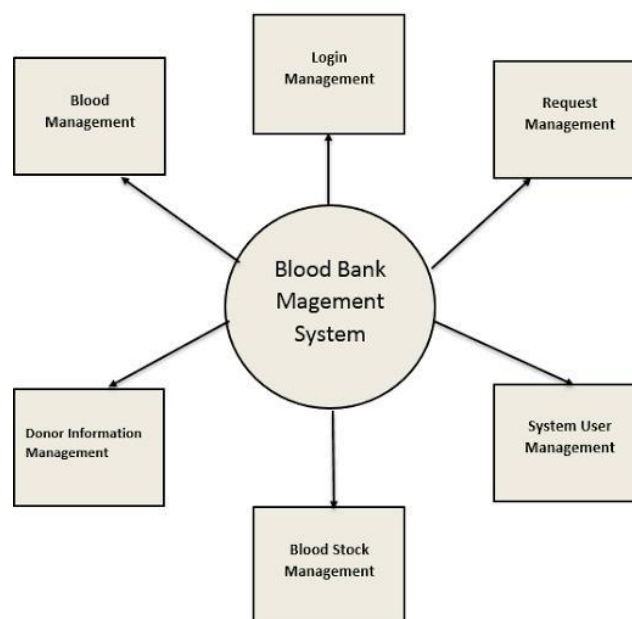 Login
Management
Blood
Management
Request
Management
Blood Bank
Magement
System
Donor Information
Management
System User
Management
Blood Stock
Management